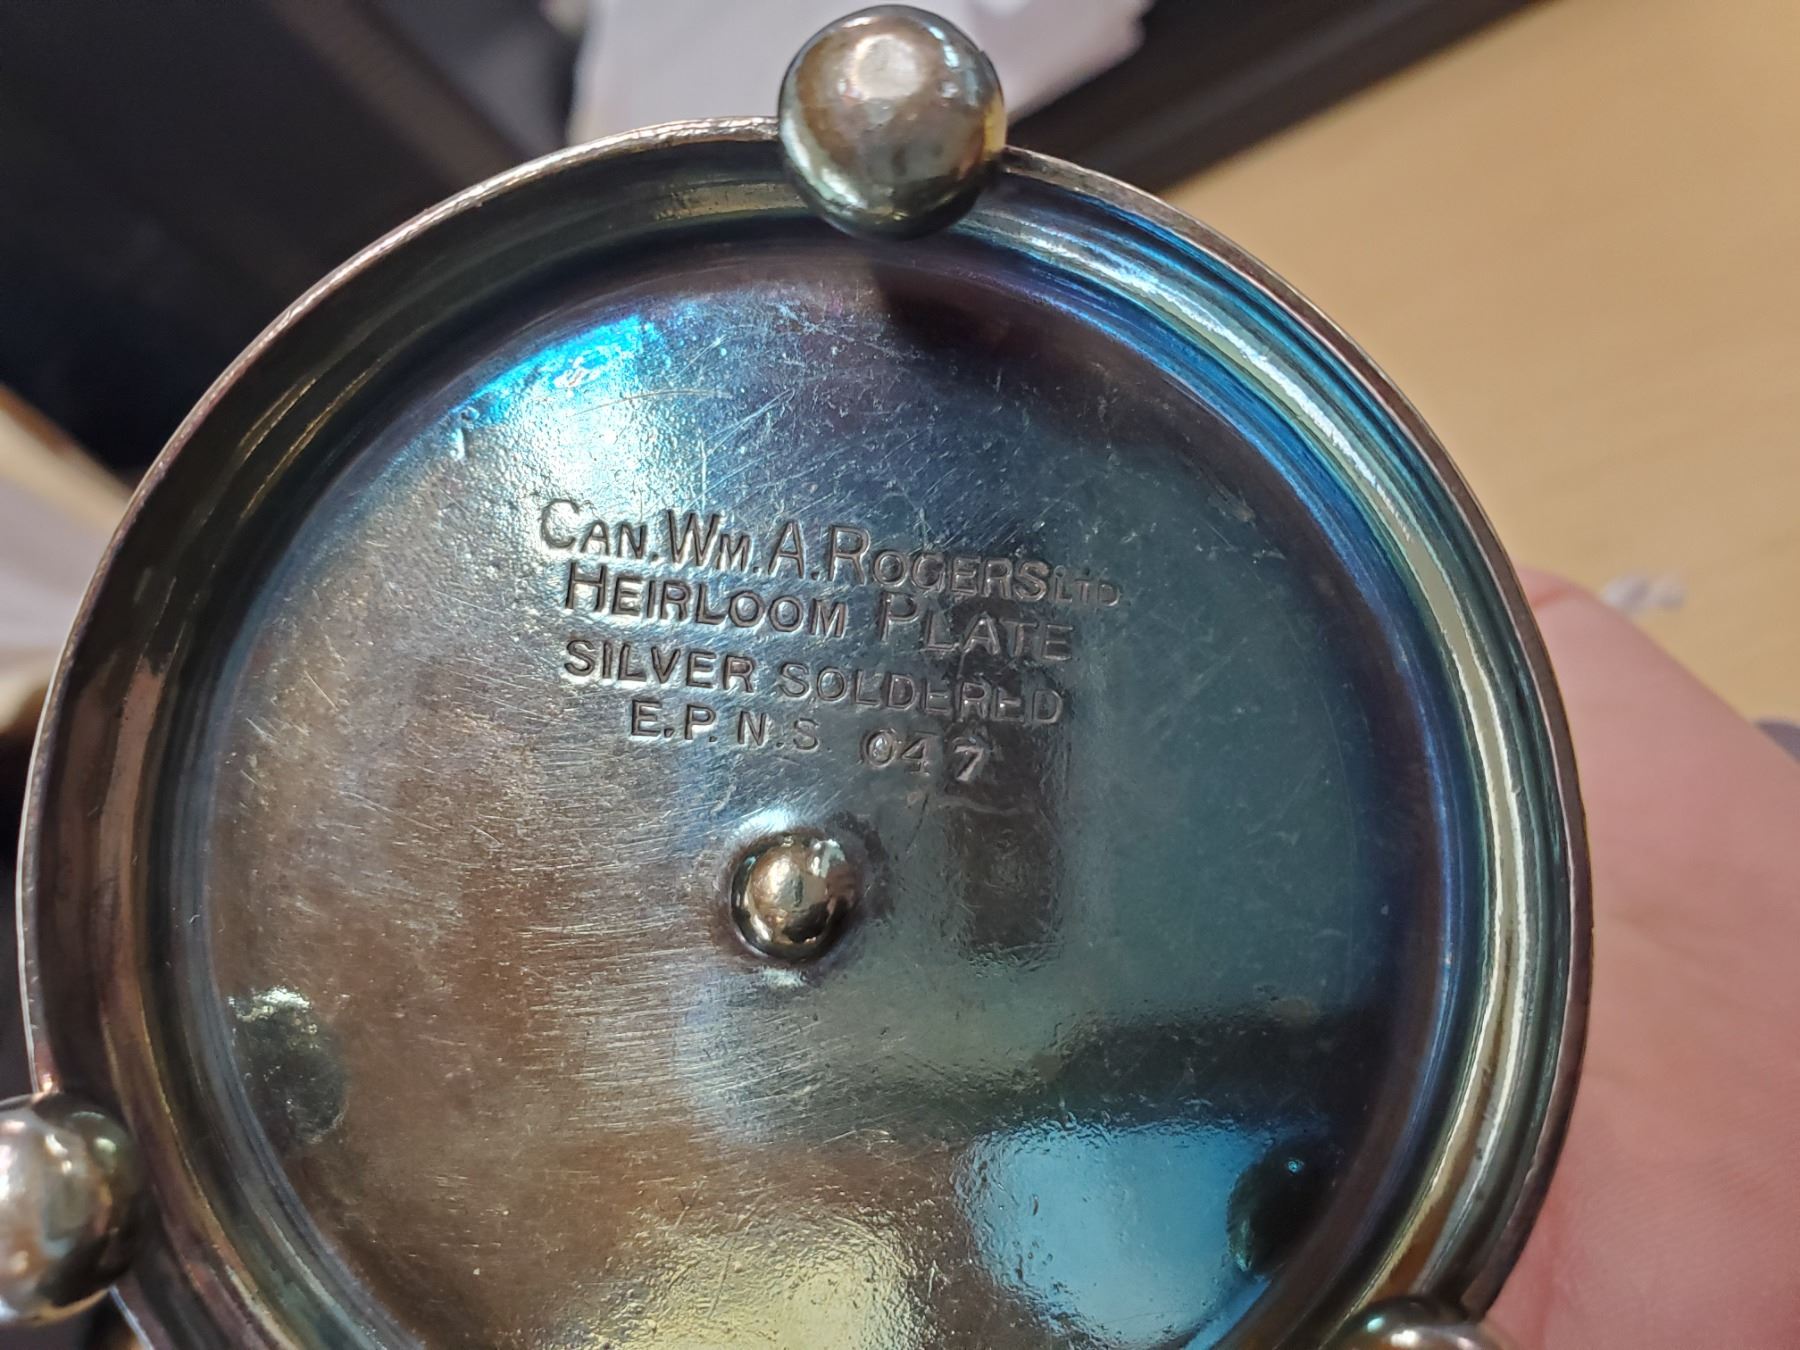 CAN. WM. A. ROGERS LTD.
HEIRLOOM PLATE
SILVER SOLDERED
E.P. N.S. 047